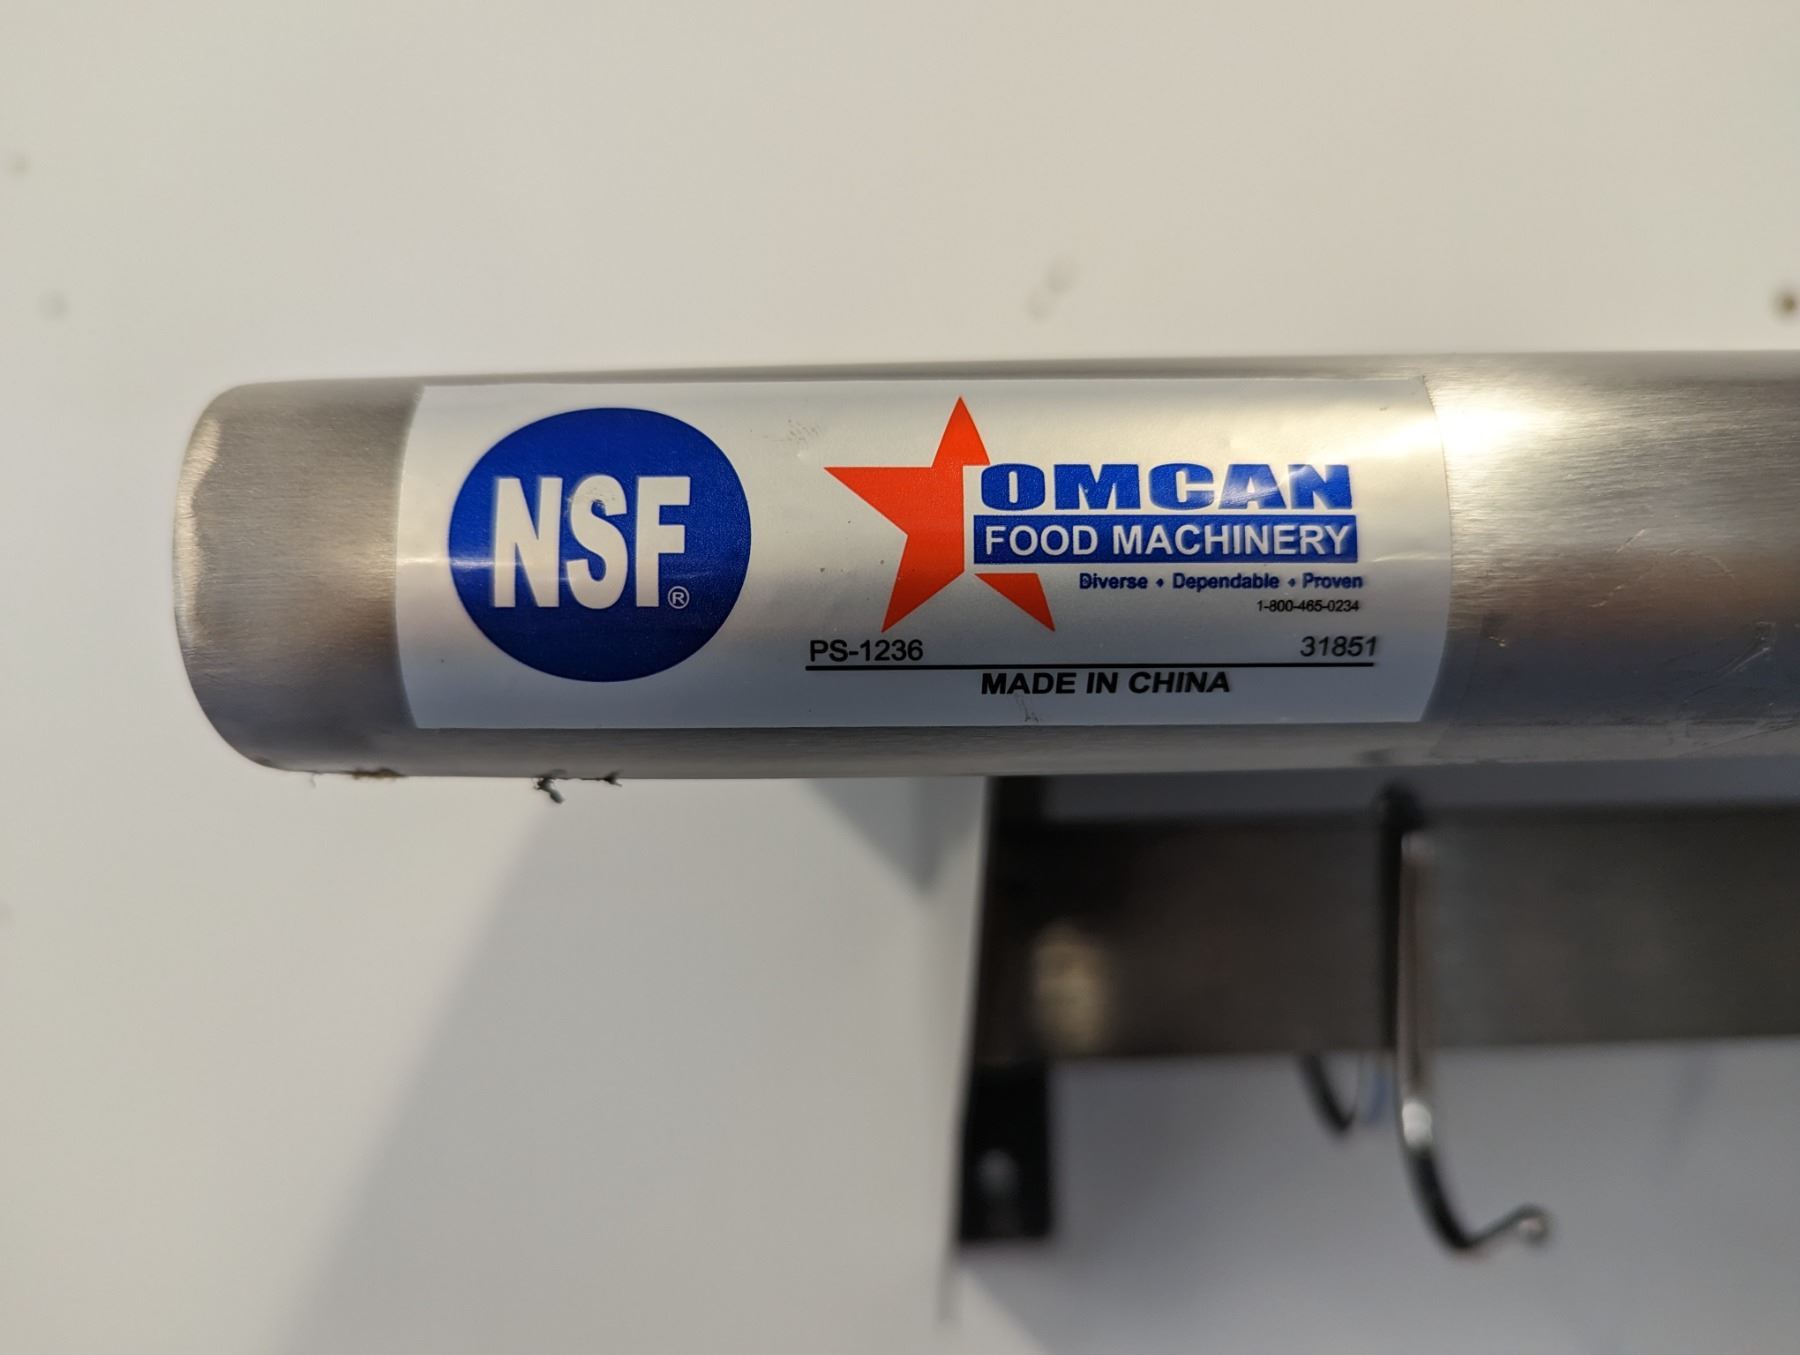 NSF®
OMCAN
FOOD MACHINERY
Diverse • Dependable • Proven
1-800-465-0234
PS-1236 31851
MADE IN CHINA